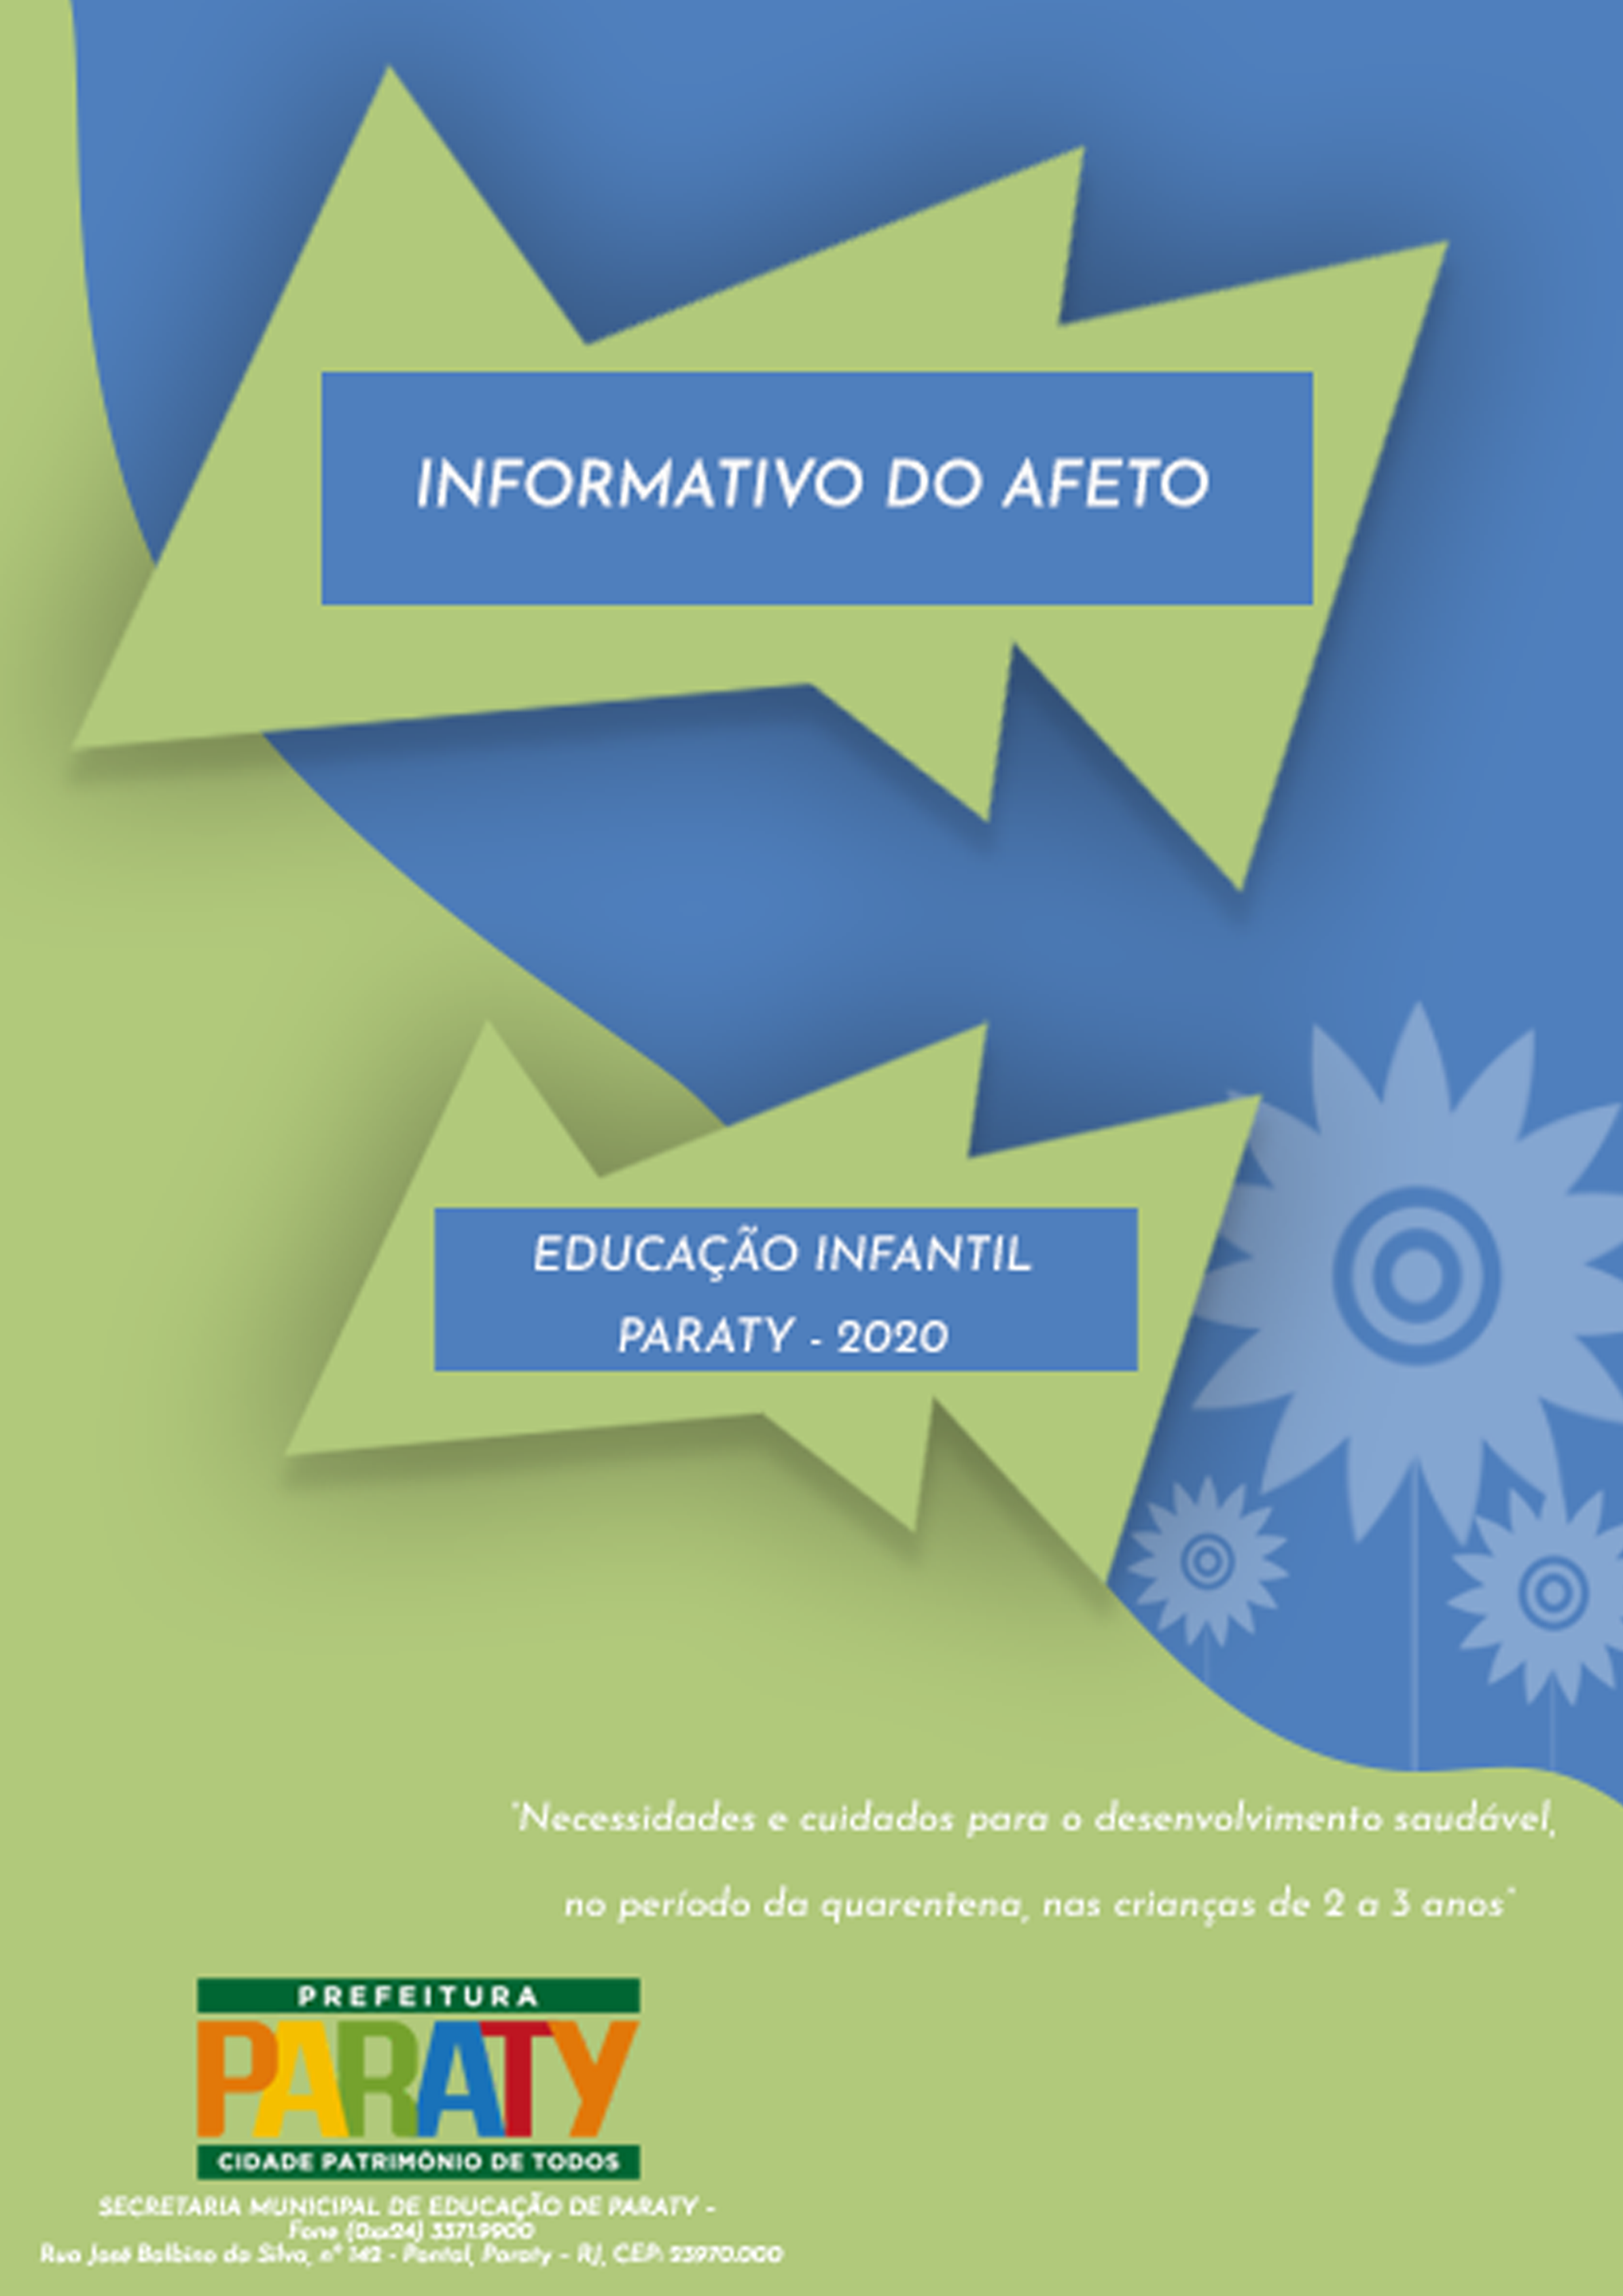 INFORMATIVO DO AFETO
EDUCAÇÃO INFANTIL
PARATY - 2020
"Necessidades e cuidados para o desenvolvimento saudável,
no período da quarentena, nas crianças de 2 a 3 anos"
PREFEITURA
PARATY
CIDADE PATRIMÔNIO DE TODOS
SECRETARIA MUNICIPAL DE EDUCAÇÃO DE PARATY -
Fone (0xx24) 3371.9900
Rua José Balbino da Silva, nº 142 - Pontal, Paraty - RJ, CEP: 23970.000